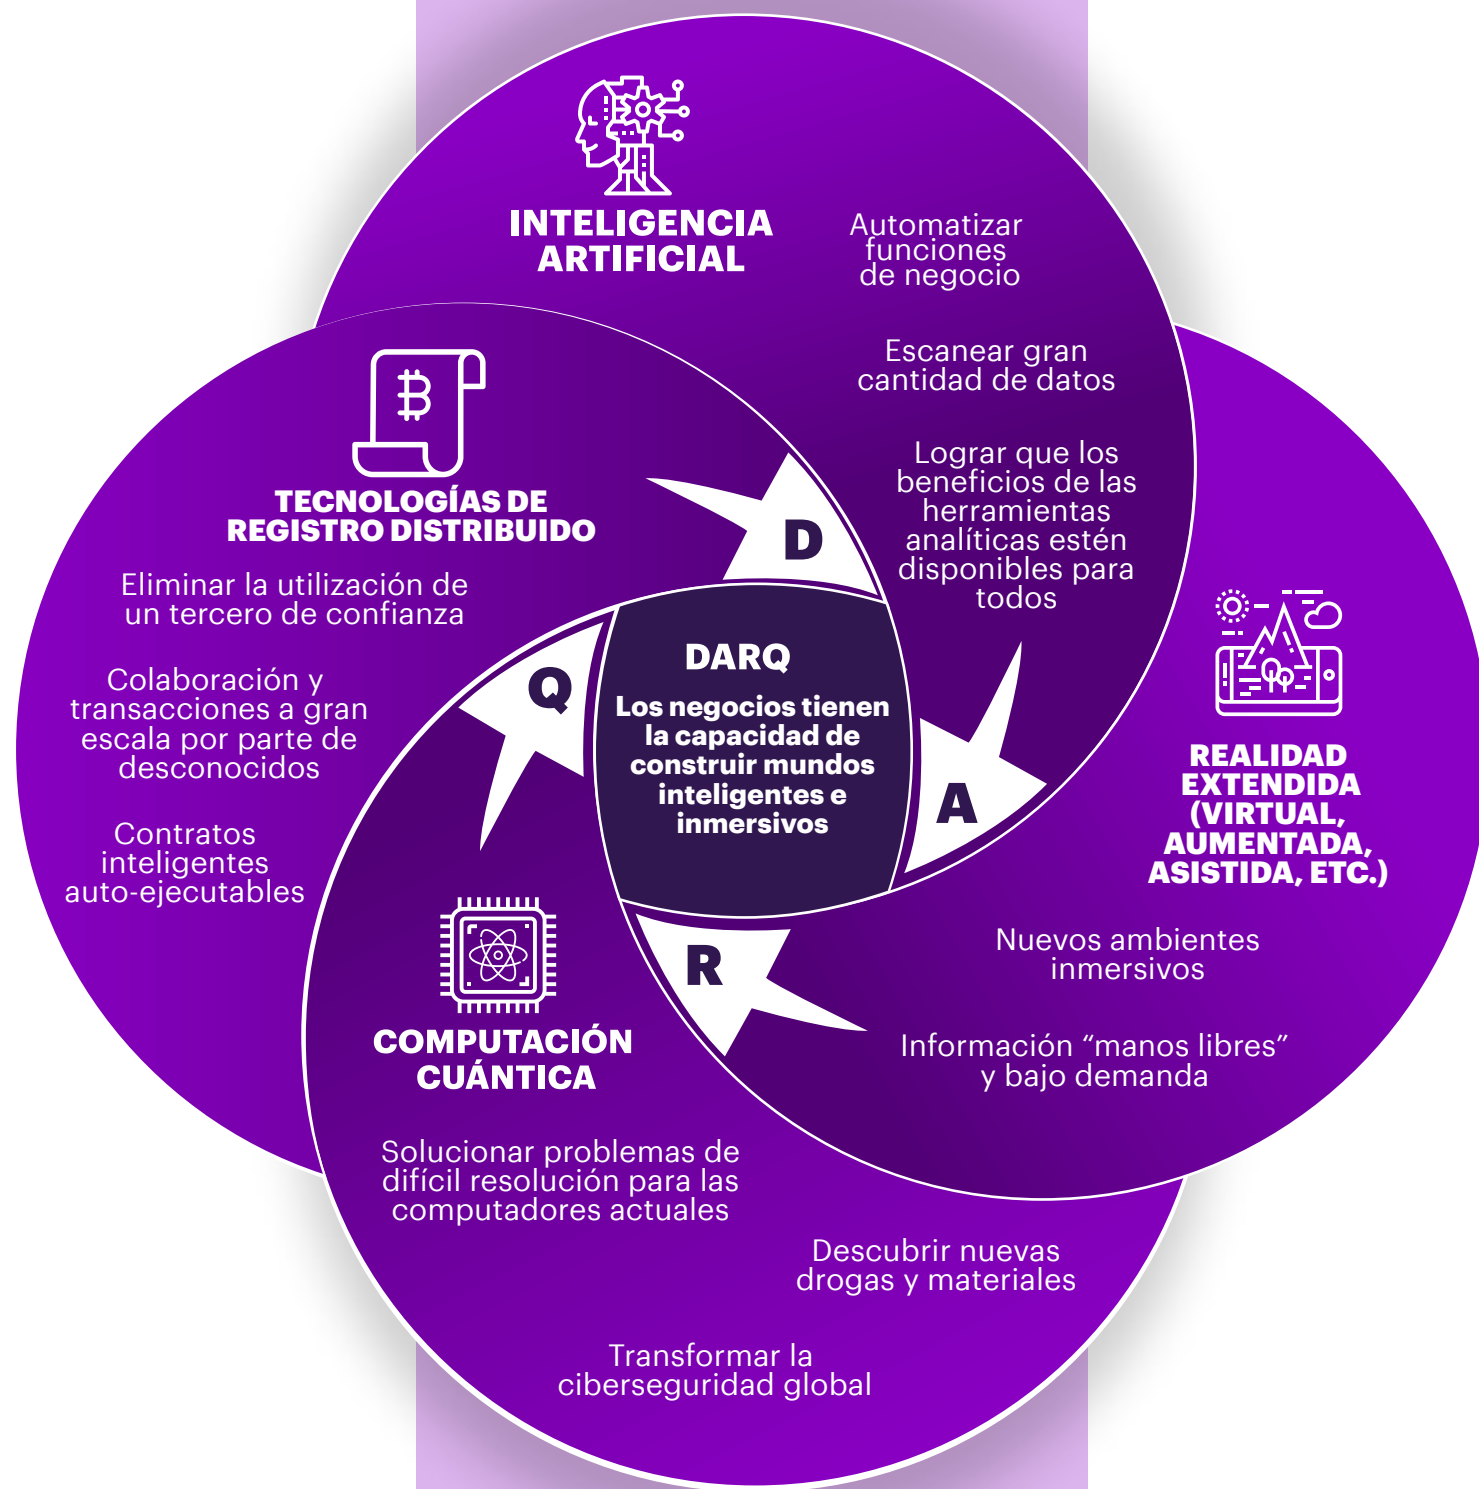 INTELIGENCIA
ARTIFICIAL
Automatizar
funciones
de negocio
Escanear gran
cantidad de datos
Lograr que los
beneficios de las
herramientas
analíticas estén
disponibles para
todos
TECNOLOGÍAS DE
REGISTRO DISTRIBUIDO
Eliminar la utilización de
un tercero de confianza
Colaboración y
transacciones a gran
escala por parte de
desconocidos
Contratos
inteligentes
auto-ejecutables
D
A
R
Q
DARQ
Los negocios tienen
la capacidad de
construir mundos
inteligentes e
inmersivos
REALIDAD
EXTENDIDA
(VIRTUAL,
AUMENTADA,
ASISTIDA, ETC.)
Nuevos ambientes
inmersivos
Información “manos libres”
y bajo demanda
COMPUTACIÓN
CUÁNTICA
Solucionar problemas de
difícil resolución para las
computadores actuales
Descubrir nuevas
drogas y materiales
Transformar la
ciberseguridad global